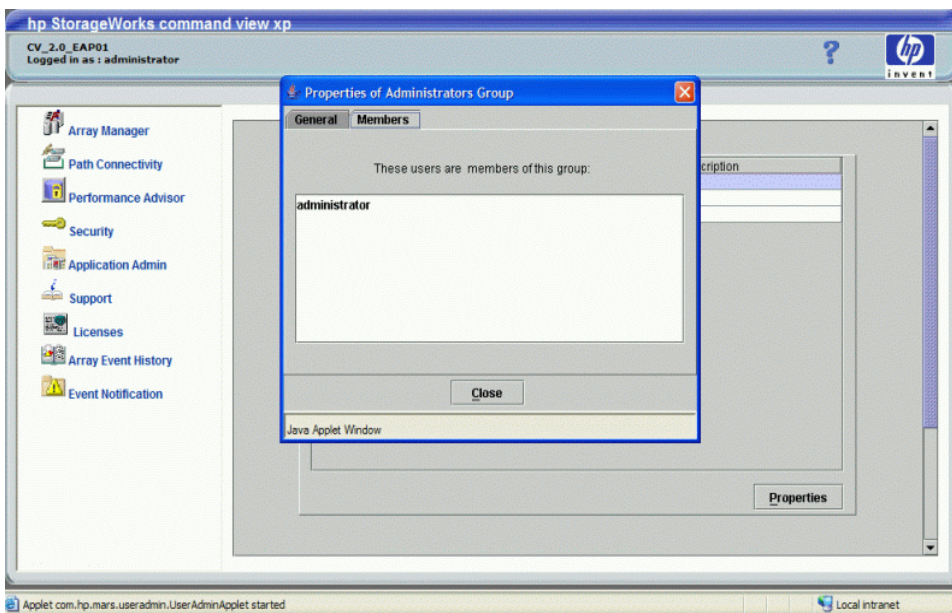 hp StorageWorks command view xp
CV_2.0_EAP01
Logged in as : administrator
?
hp
invent
Properties of Administrators Group
General Members
These users are members of this group:
administrator
Close
Java Applet Window
Array Manager
Path Connectivity
Performance Advisor
Security
Application Admin
Support
Licenses
Array Event History
Event Notification
cription
Properties
Applet com.hp.mars.useradmin.UserAdminApplet started
Local intranet